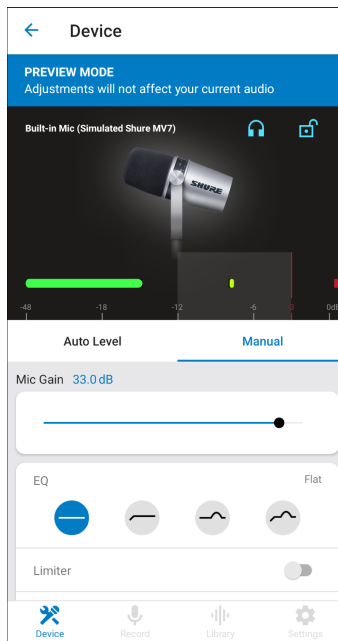 Device
PREVIEW MODE
Adjustments will not affect your current audio
Built-in Mic (Simulated Shure MV7)
SHURE
-48 -18 -12 -6 0dB
Auto Level Manual
Mic Gain 33.0 dB
EQ Flat
Limiter
Device Record Library Settings